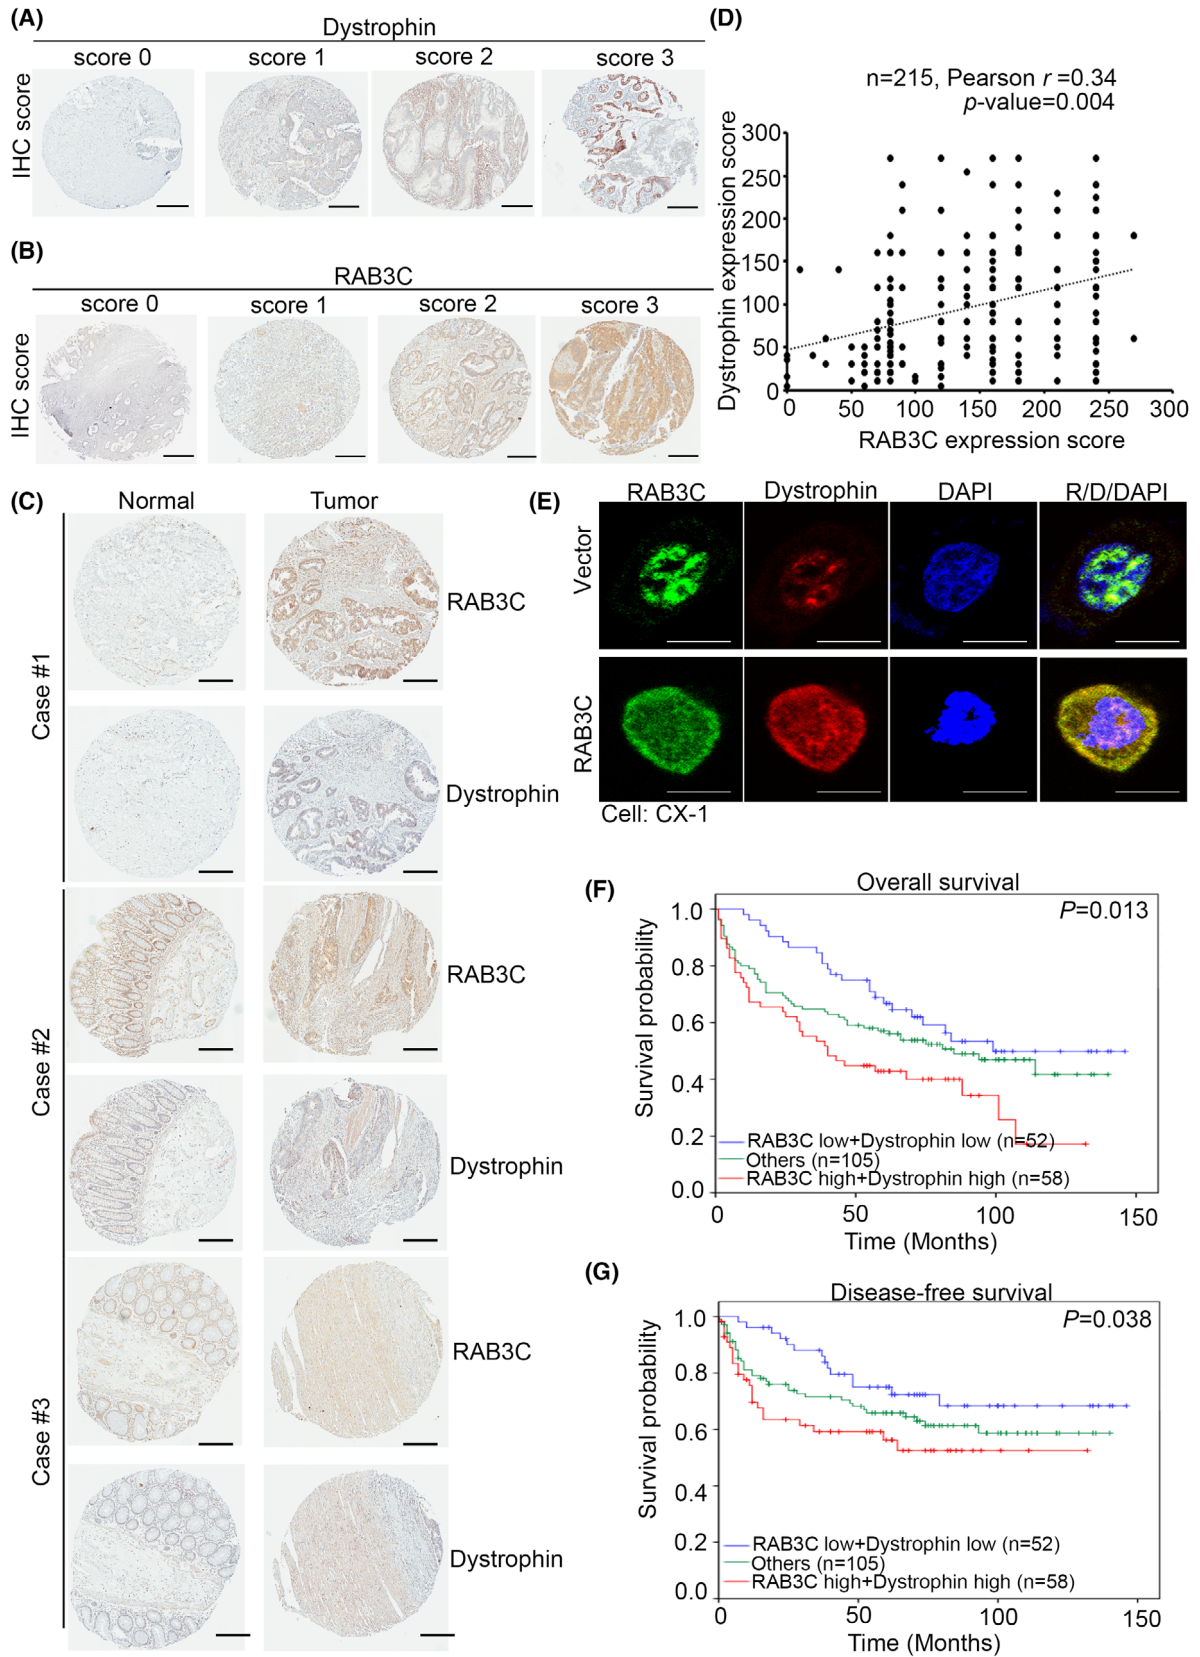 (A)
Dystrophin
score 0 score 1 score 2 score 3
IHC score
(B)
RAB3C
score 0 score 1 score 2 score 3
IHC score
(C)
Normal Tumor
Case #1
RAB3C
Dystrophin
Case #2
RAB3C
Dystrophin
Case #3
RAB3C
Dystrophin
(D)
n=215, Pearson r =0.34
p-value=0.004
Dystrophin expression score
300
250
200
150
100
50
0
0 50 100 150 200 250 300
RAB3C expression score
(E)
RAB3C Dystrophin DAPI R/D/DAPI
Vector
RAB3C
Cell: CX-1
(F)
Overall survival
P=0.013
Survival probability
1.0
0.8
0.6
0.4
0.2
0.0
RAB3C low+Dystrophin low (n=52)
Others (n=105)
RAB3C high+Dystrophin high (n=58)
0 50 100 150
Time (Months)
(G)
Disease-free survival
P=0.038
Survival probability
1.0
0.8
0.6
0.4
0.2
0.0
RAB3C low+Dystrophin low (n=52)
Others (n=105)
RAB3C high+Dystrophin high (n=58)
0 50 100 150
Time (Months)